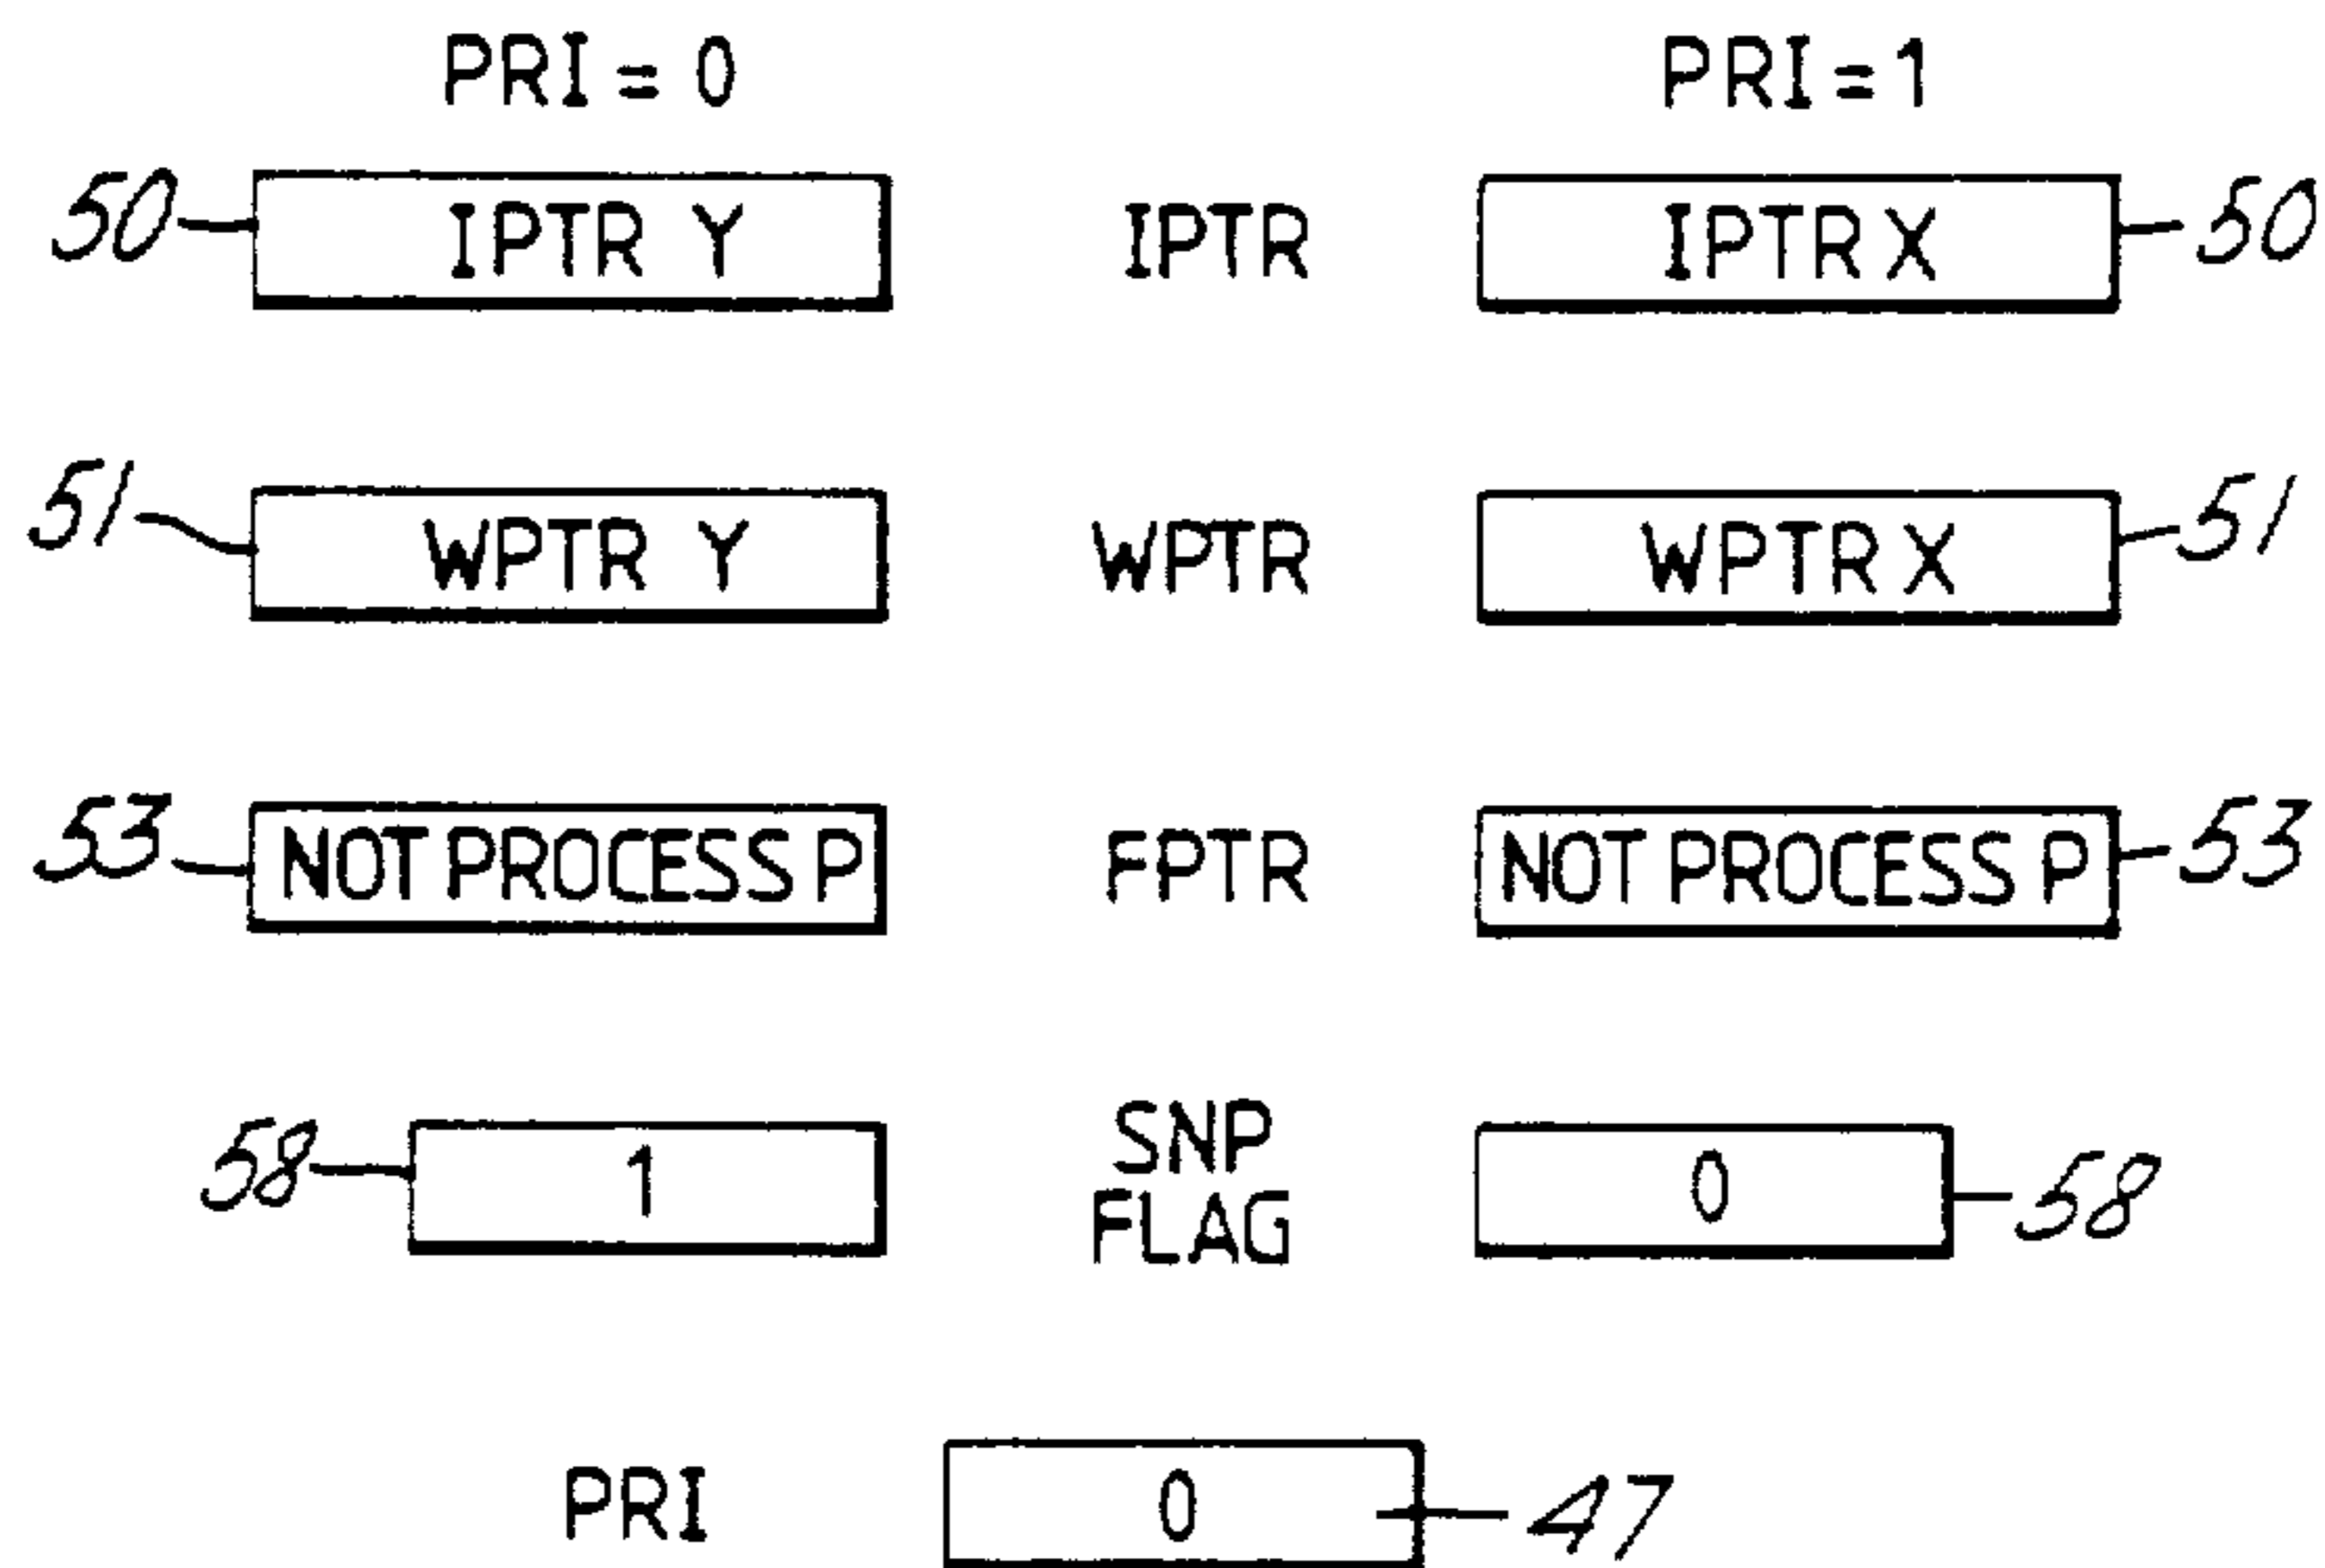 PRI = 0 PRI = 1
50 IPTR Y IPTR IPTR X 50
51 WPTR Y WPTR WPTR X 51
53 NOT PROCESS P FPTR NOT PROCESS P 53
58 1 SNP FLAG 0 58
PRI 0 47